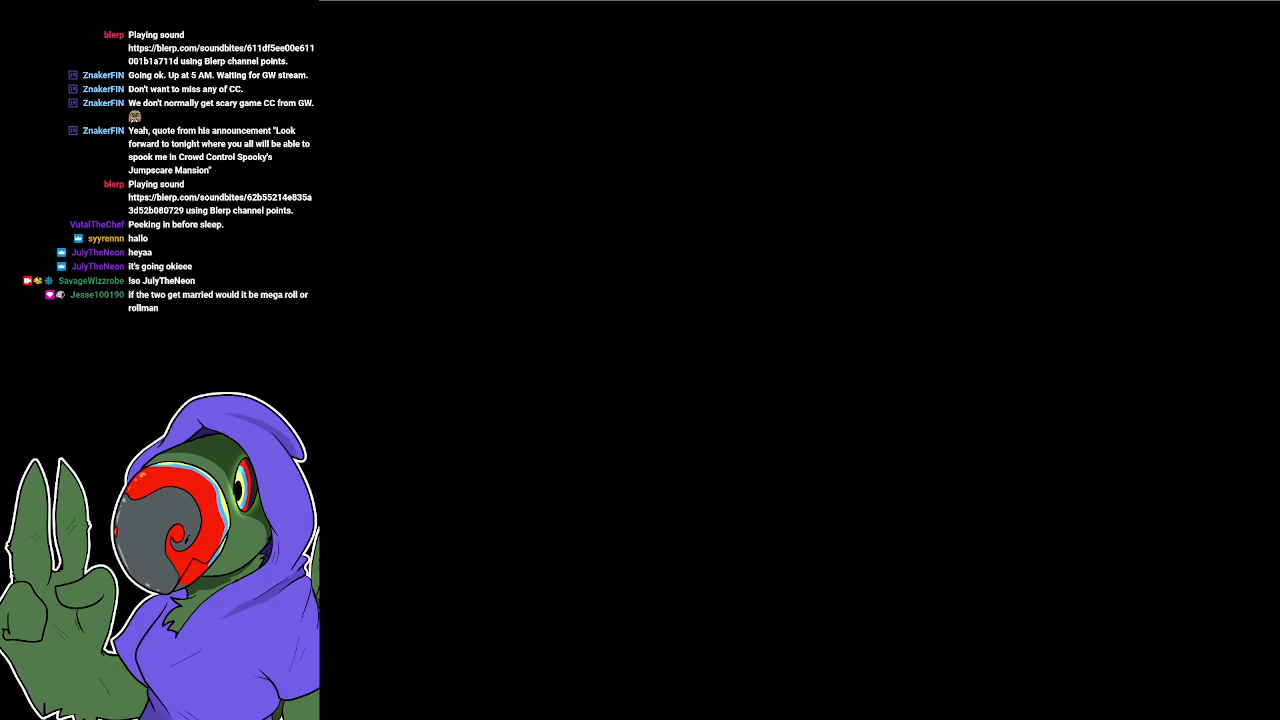 blerp Playing sound
https://blerp.com/soundbites/611df5ee00e611
001b1a711d using Blerp channel points.
ZnakerFIN Going ok. Up at 5 AM. Waiting for GW stream.
ZnakerFIN Don't want to miss any of CC.
ZnakerFIN We don't normally get scary game CC from GW.
ZnakerFIN Yeah, quote from his announcement "Look
forward to tonight where you all will be able to
spook me in Crowd Control Spooky's
Jumpscare Mansion"
blerp Playing sound
https://blerp.com/soundbites/62b55214e835a
3d52b080729 using Blerp channel points.
VutalTheChef Peeking in before sleep.
syyrennn hallo
JulyTheNeon heyaa
JulyTheNeon it's going okieee
SavageWizzrobe !so JulyTheNeon
Jesse100190 if the two get married would it be mega roll or
rollman